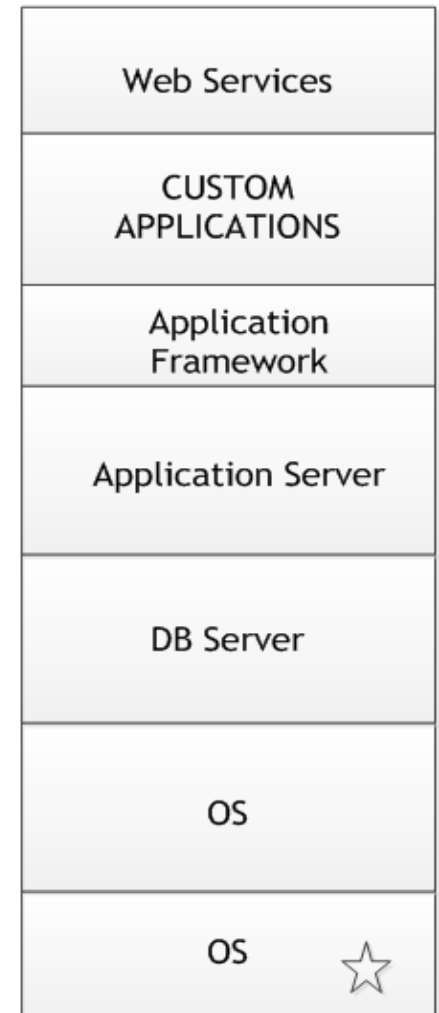 Web Services
CUSTOM
APPLICATIONS
Application
Framework
Application Server
DB Server
OS
OS